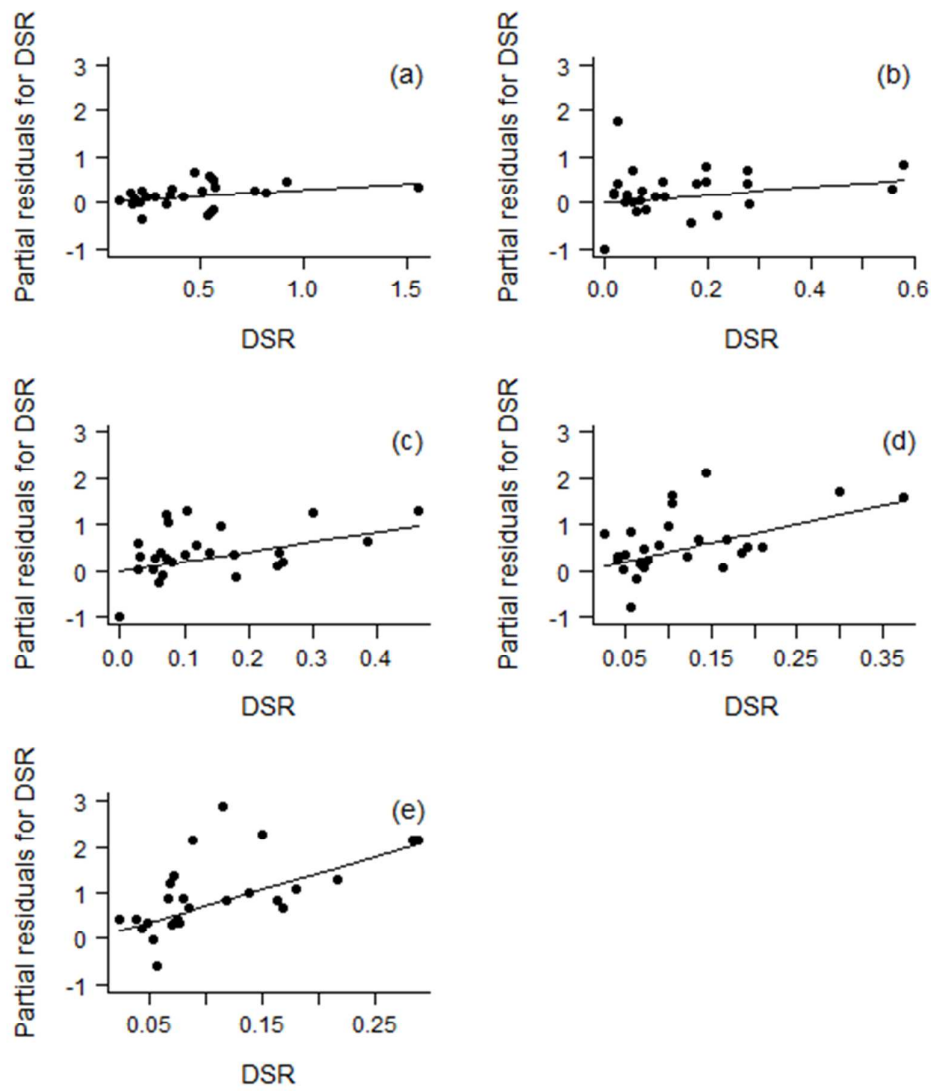 Partial residuals for DSR
3
2
1
0
-1
(a)
0.5
1.0
1.5
DSR
Partial residuals for DSR
3
2
1
0
-1
(b)
0.0
0.2
0.4
0.6
DSR
Partial residuals for DSR
3
2
1
0
-1
(c)
0.0
0.1
0.2
0.3
0.4
DSR
Partial residuals for DSR
3
2
1
0
-1
(d)
0.05
0.15
0.25
0.35
DSR
Partial residuals for DSR
3
2
1
0
-1
(e)
0.05
0.15
0.25
DSR